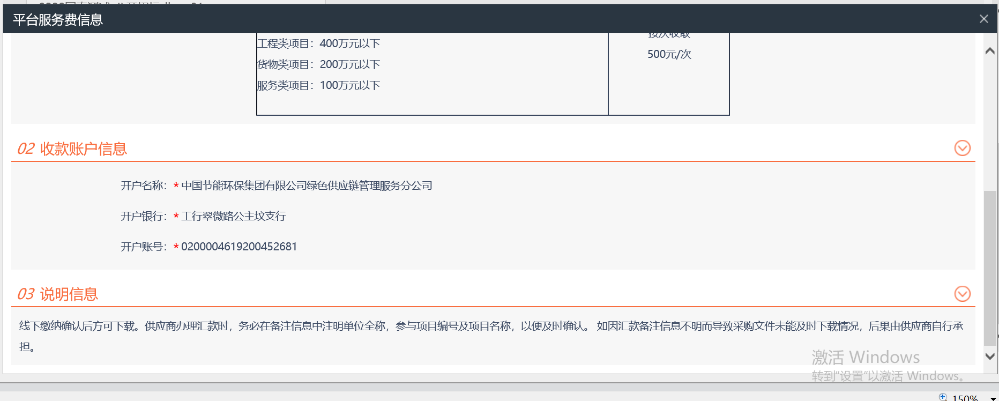 平台服务费信息
按次收取
工程类项目：400万元以下
500元/次
货物类项目：200万元以下
服务类项目：100万元以下
02 收款账户信息
开户名称：* 中国节能环保集团有限公司绿色供应链管理服务分公司
开户银行：* 工行翠微路公主坟支行
开户账号：* 0200004619200452681
03 说明信息
线下缴纳确认后方可下载。供应商办理汇款时，务必在备注信息中注明单位全称，参与项目编号及项目名称，以便及时确认。 如因汇款备注信息不明而导致采购文件未能及时下载情况，后果由供应商自行承
担。
激活 Windows
转到"设置"以激活 Windows。
150%